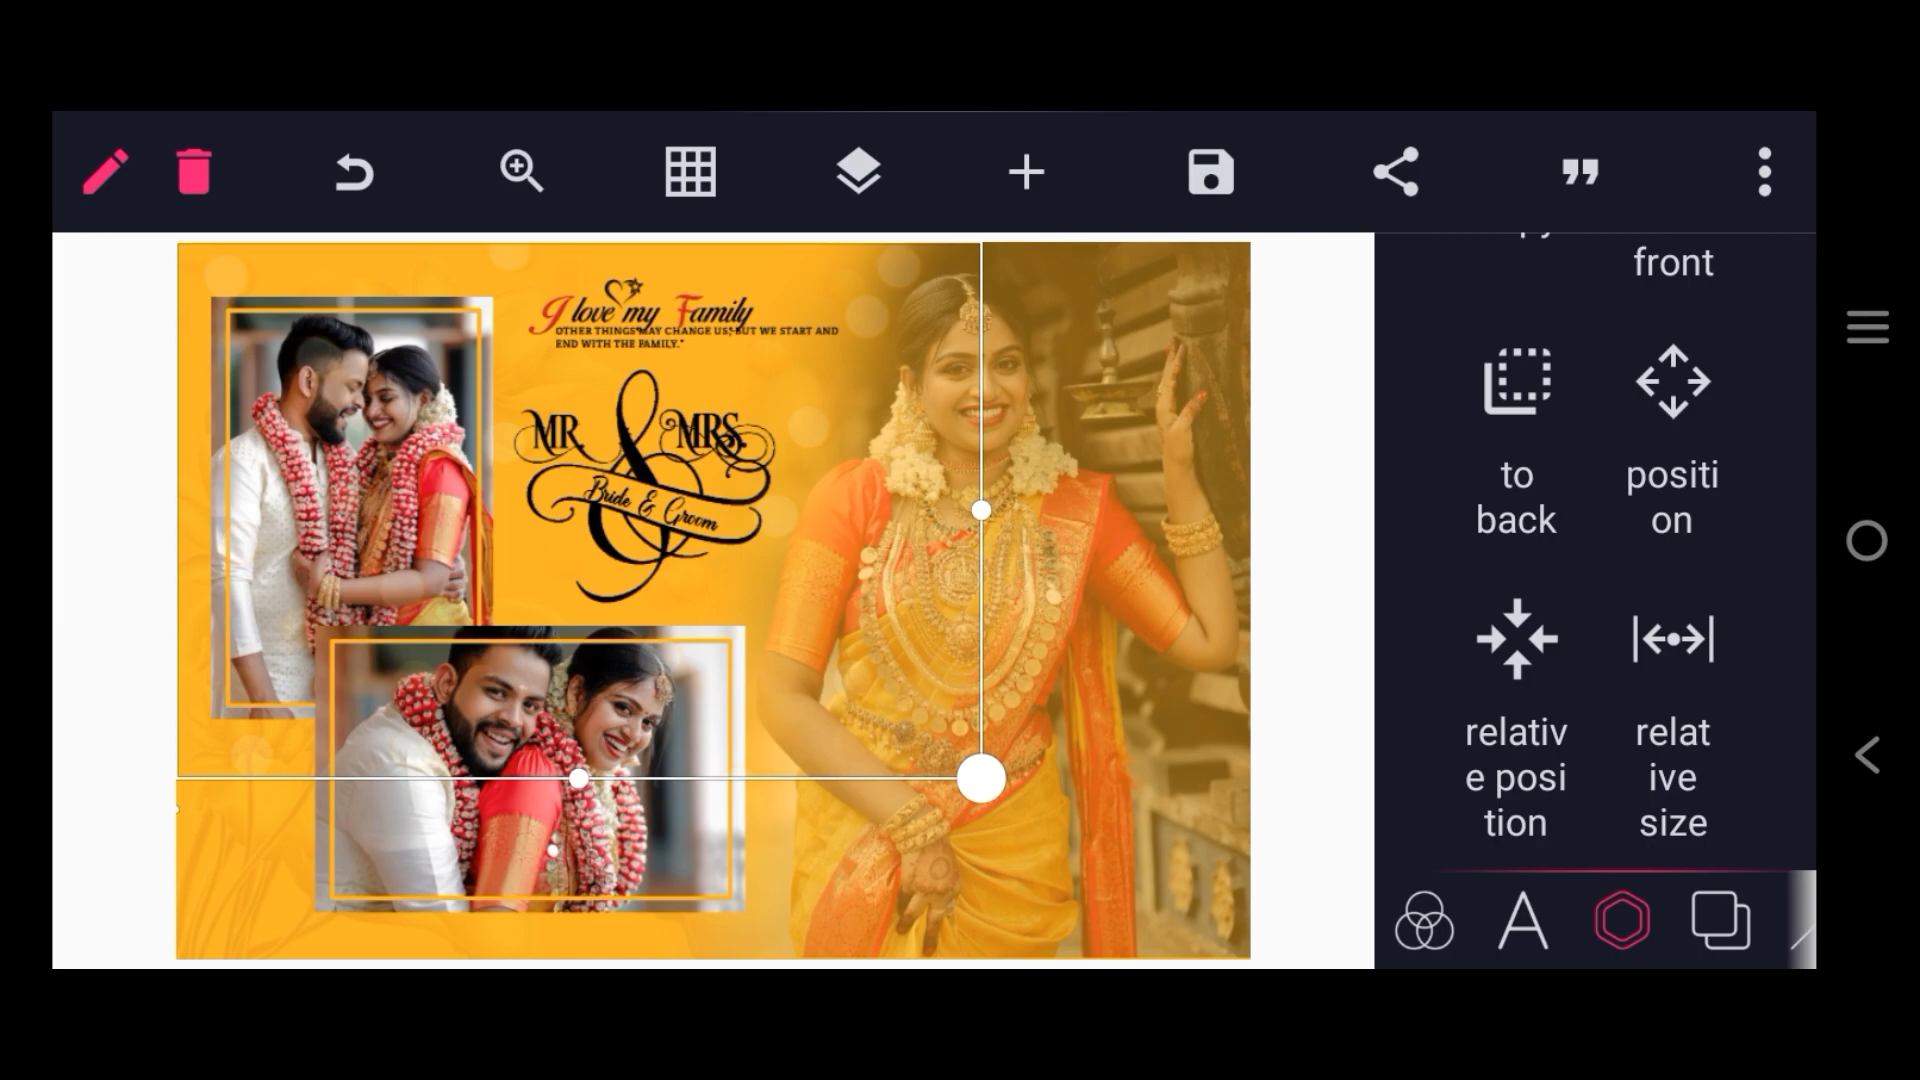 front
I love my Family
OTHER THINGS MAY CHANGE US, BUT WE START AND
END WITH THE FAMILY."
MR & MRS.
Bride & Groom
to
back
positi
on
relativ
e posi
tion
relat
ive
size